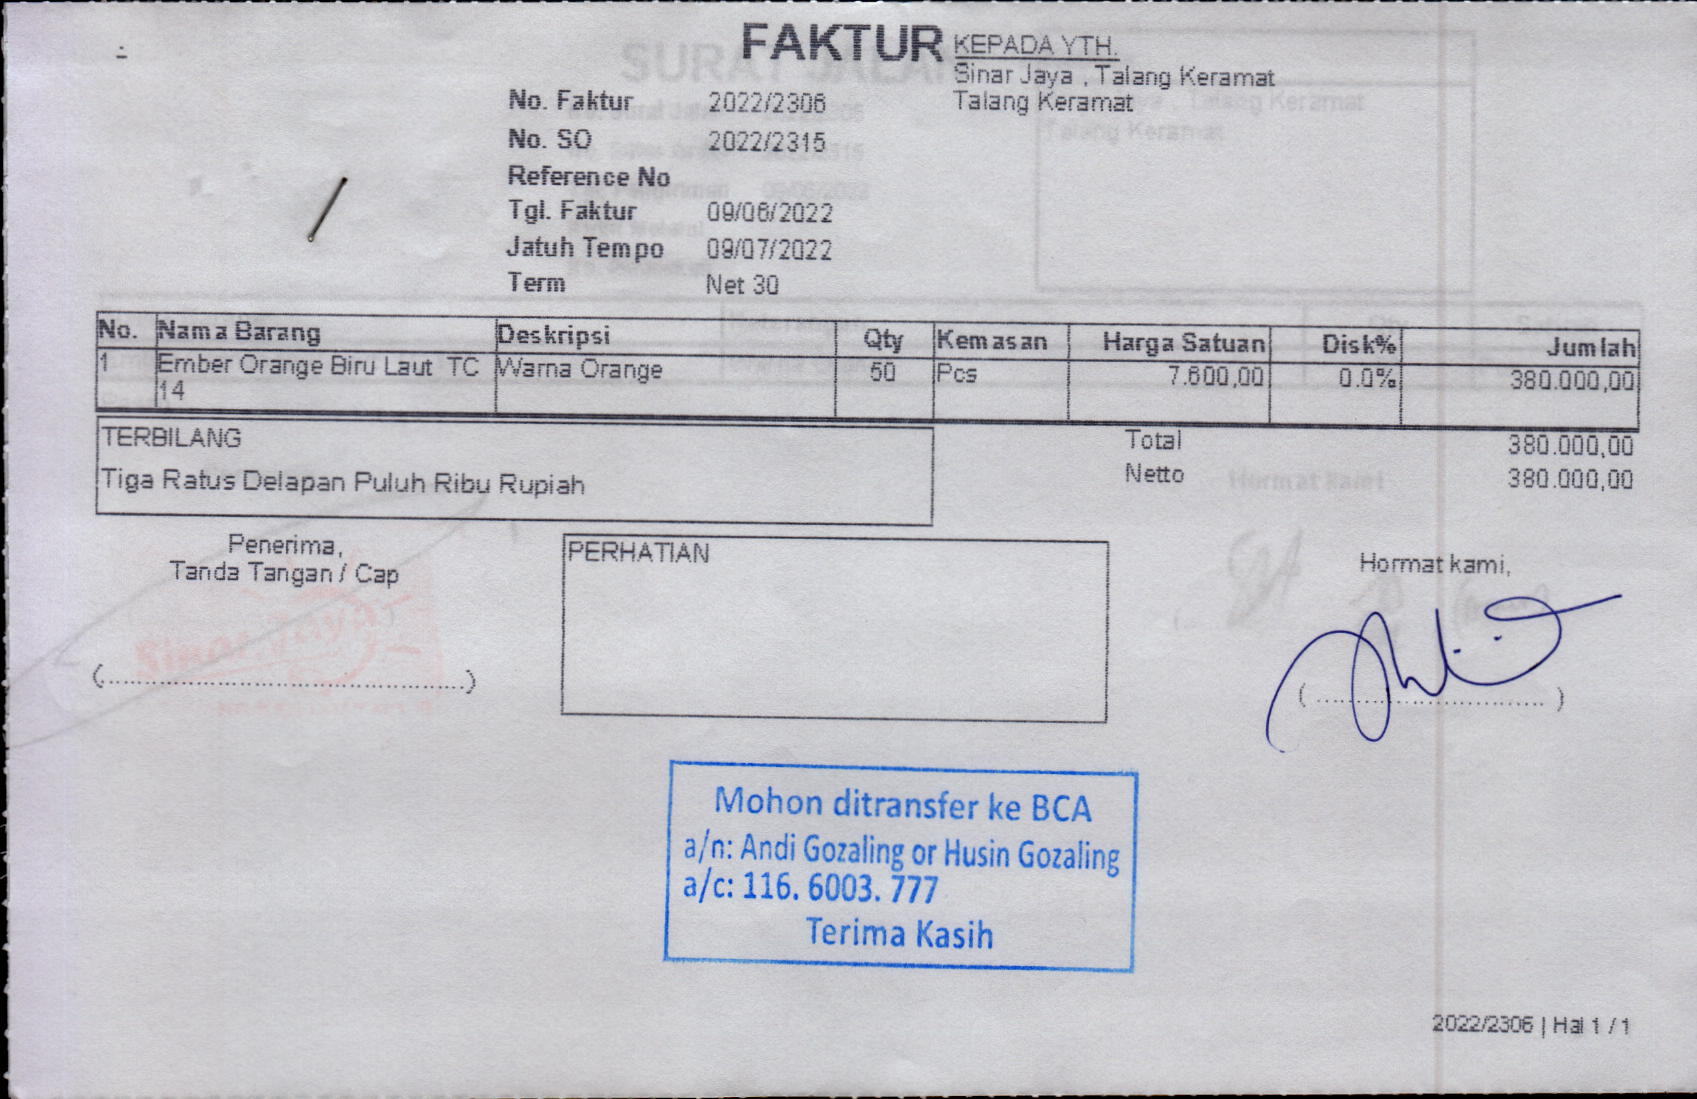 FAKTUR
KEPADA YTH.
Sinar Jaya , Talang Keramat
Talang Keramat
No. Faktur 2022/2306
No. SO 2022/2315
Reference No
Tgl. Faktur 09/06/2022
Jatuh Tempo 09/07/2022
Term Net 30
No. Nama Barang Deskripsi Qty Kemasan Harga Satuan Disk% Jumlah
1 Ember Orange Biru Laut TC Warna Orange 50 Pcs 7.600,00 0.0% 380.000,00
14
TERBILANG
Tiga Ratus Delapan Puluh Ribu Rupiah
Total 380.000,00
Netto 380.000,00
Penerima,
Tanda Tangan / Cap
(................................................)
PERHATIAN
Hormat kami,
( .............................. )
Sinar Jaya
Mohon ditransfer ke BCA
a/n: Andi Gozaling or Husin Gozaling
a/c: 116. 6003. 777
Terima Kasih
2022/2306 | Hal 1 / 1